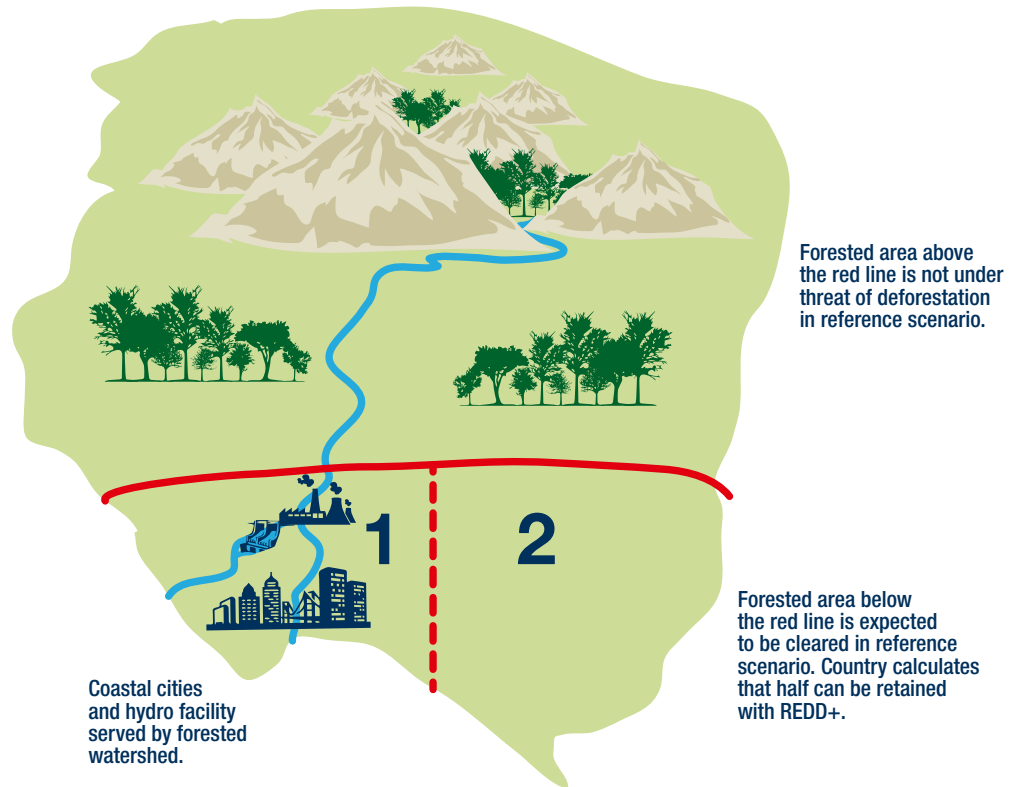 Forested area above
the red line is not under
threat of deforestation
in reference scenario.
1
2
Forested area below
the red line is expected
to be cleared in reference
scenario. Country calculates
that half can be retained
with REDD+.
Coastal cities
and hydro facility
served by forested
watershed.